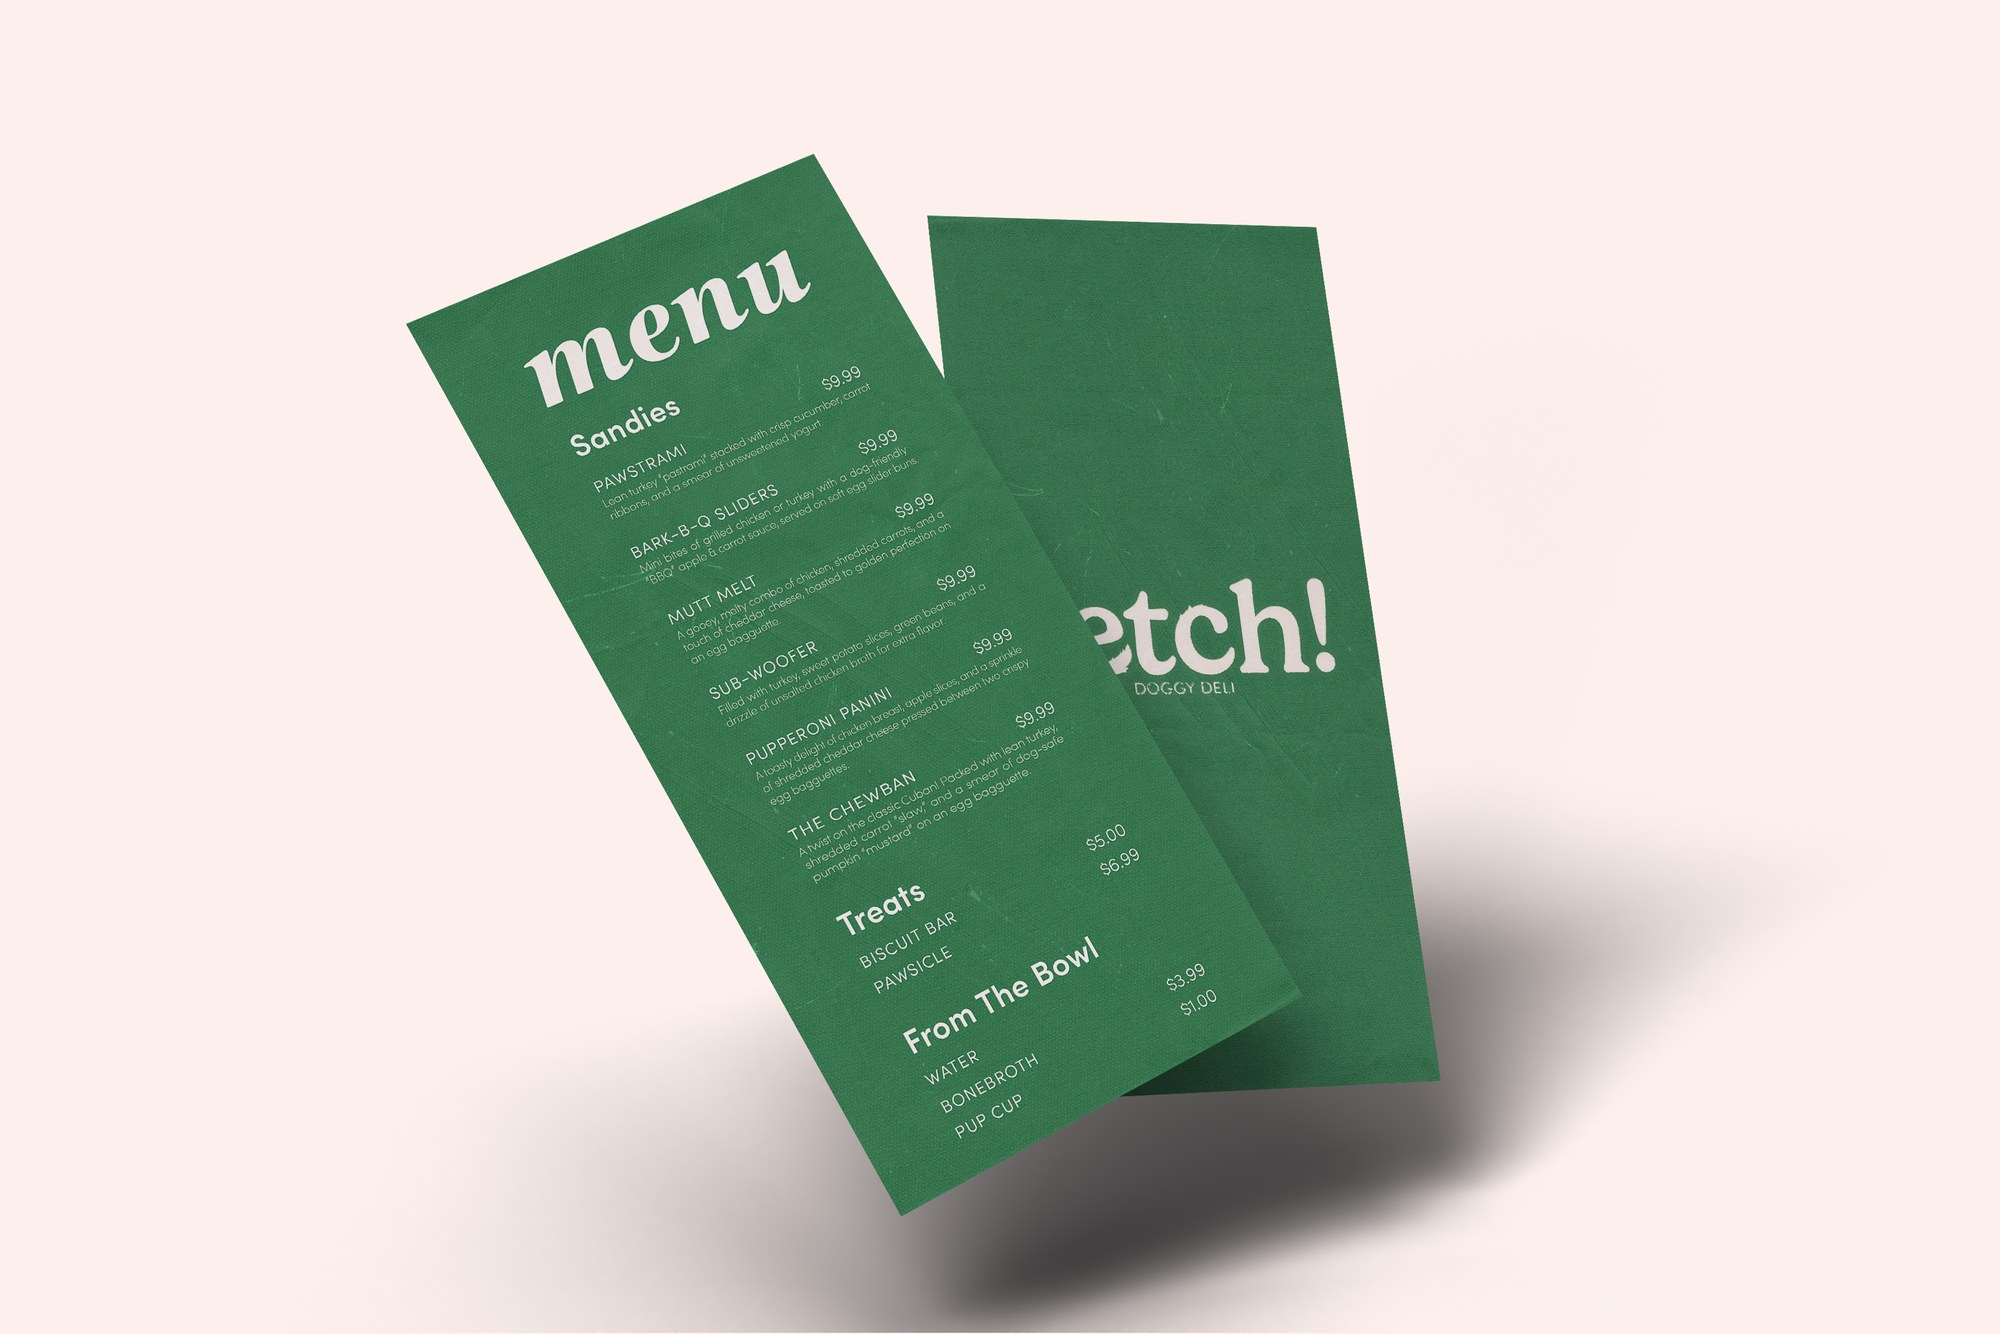 menu
Sandies
PAWSTRAMI $9.99
Lean turkey "pastrami" stacked with crisp cucumber, carrot
ribbons, and a smear of unsweetened yogurt
BARK-B-Q SLIDERS $9.99
Mini bites of grilled chicken or turkey with a dog-friendly
"BBQ" apple & carrot sauce, served on soft egg slider buns.
MUTT MELT $9.99
A gooey, melty combo of chicken, shredded carrots, and a
touch of cheddar cheese, toasted to golden perfection on
an egg bagguette.
SUB-WOOFER $9.99
Filled with turkey, sweet potato slices, green beans, and a
drizzle of unsalted chicken broth for extra flavor
PUPPERONI PANINI $9.99
A toasty delight of chicken breast, apple slices, and a sprinkle
of shredded cheddar cheese pressed between two crispy
egg bagguettes.
THE CHEWBAN $9.99
A twist on the classic Cuban! Packed with lean turkey,
shredded carrot "slaw," and a smear of dog-safe
pumpkin "mustard" on an egg bagguette.
Treats
BISCUIT BAR $5.00
PAWSICLE $6.99
From The Bowl
WATER
BONEBROTH $3.99
PUP CUP $1.00
etch!
DOGGY DELI